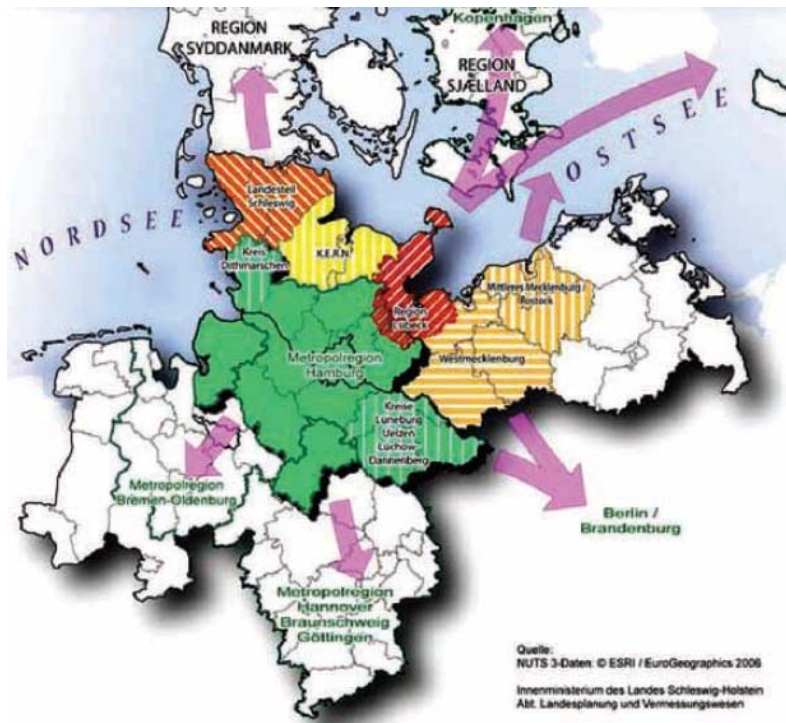 Kopenhagen
REGION
SYDDANMARK
REGION
SJÆLLAND
OSTSEE
NORDSEE
Landesteil
Schleswig
K.E.R.N.
Kreis
Dithmarschen
Mittleres Mecklenburg /
Rostock
Region
Lübeck
Metropolregion
Hamburg
Westmecklenburg
Kreise
Lüneburg
Uelzen
Lüchow-
Dannenberg
Metropolregion
Bremen-Oldenburg
Berlin /
Brandenburg
Metropolregion
Hannover
Braunschweig
Göttingen
Quelle:
NUTS 3-Daten: © ESRI / EuroGeographics 2006
Innenministerium des Landes Schleswig-Holstein
Abt. Landesplanung und Vermessungswesen